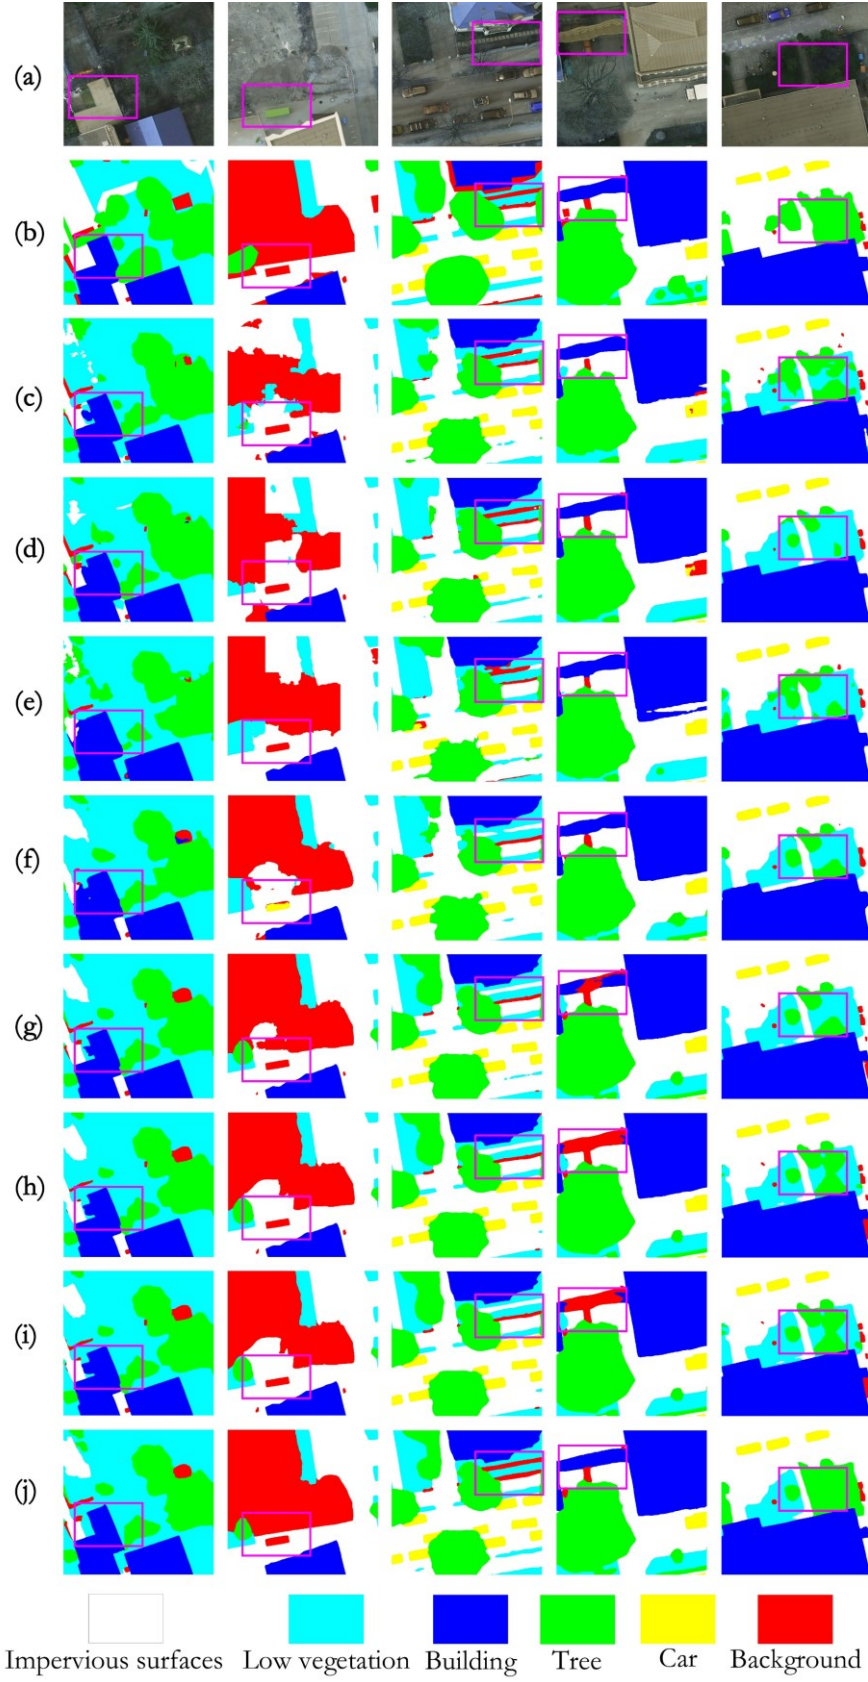 (a)
(b)
(c)
(d)
(e)
(f)
(g)
(h)
(i)
(j)
Impervious surfaces Low vegetation Building Tree Car Background